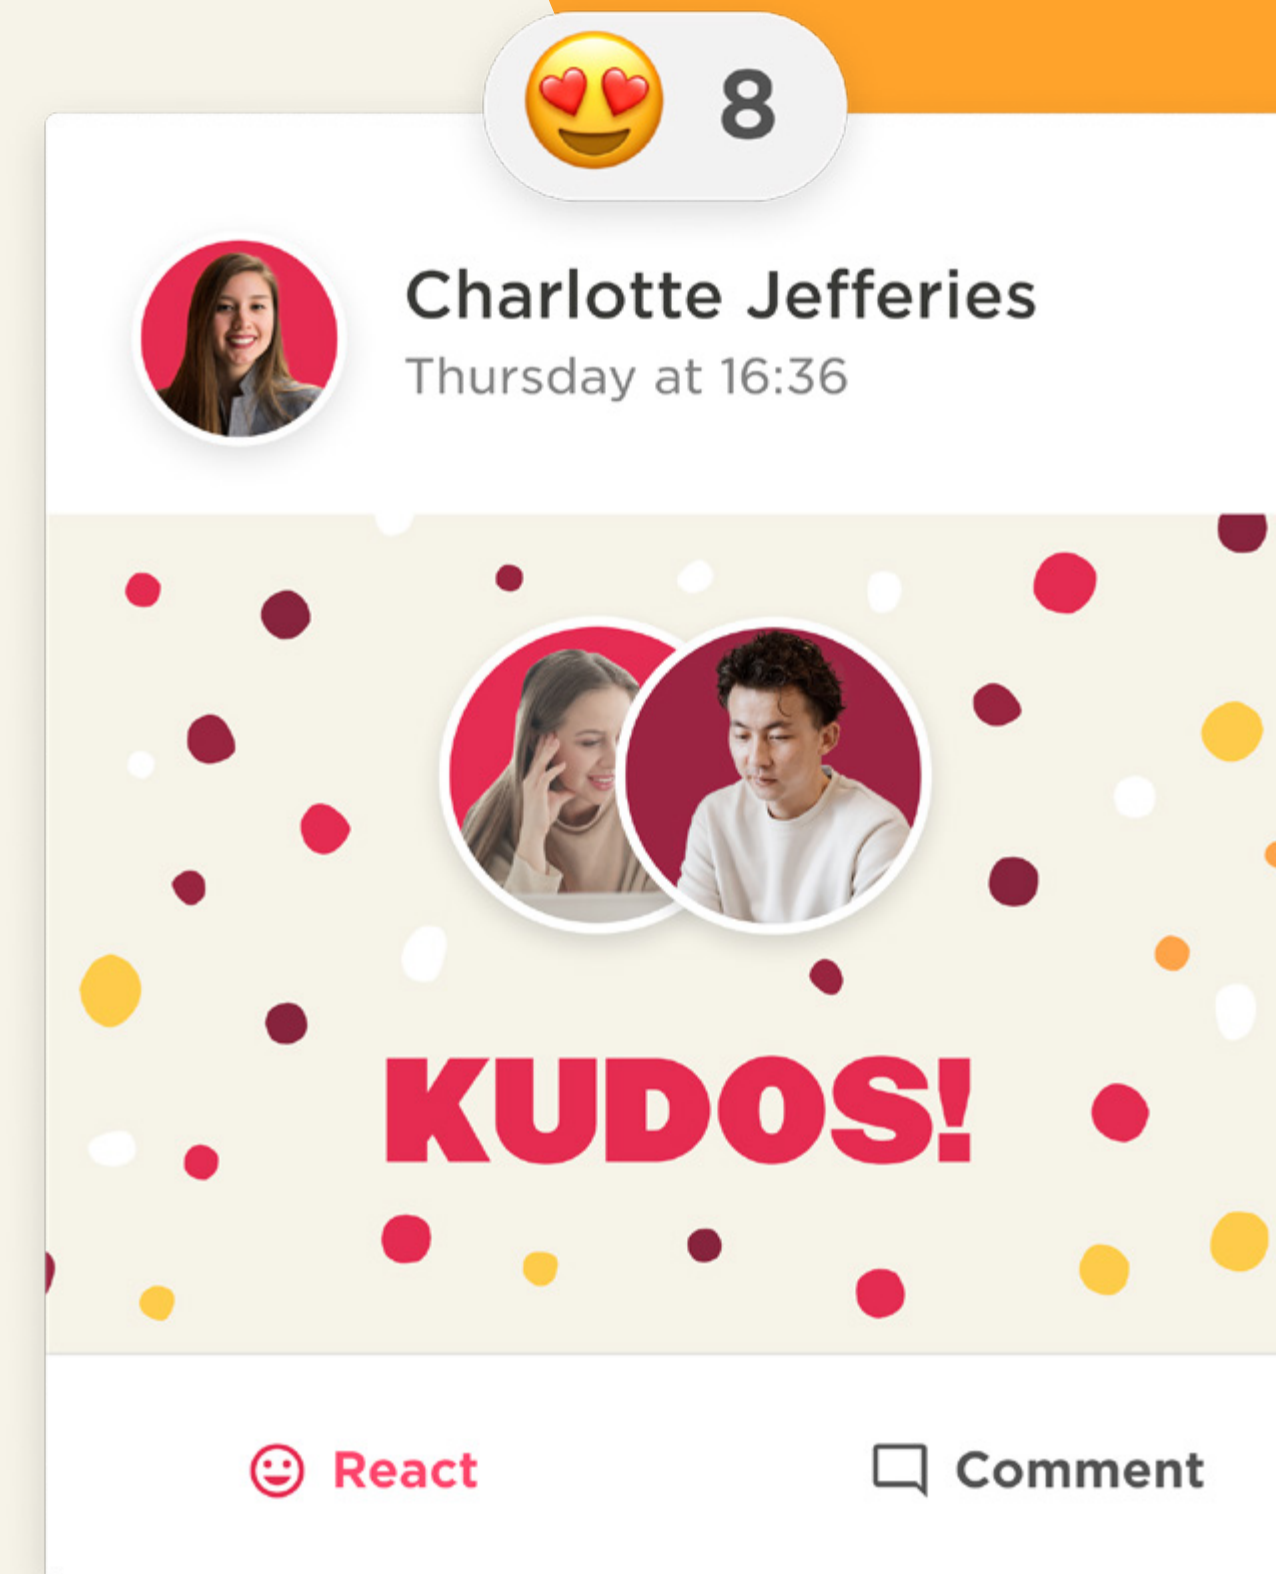 8
Charlotte Jefferies
Thursday at 16:36
KUDOS!
React
Comment